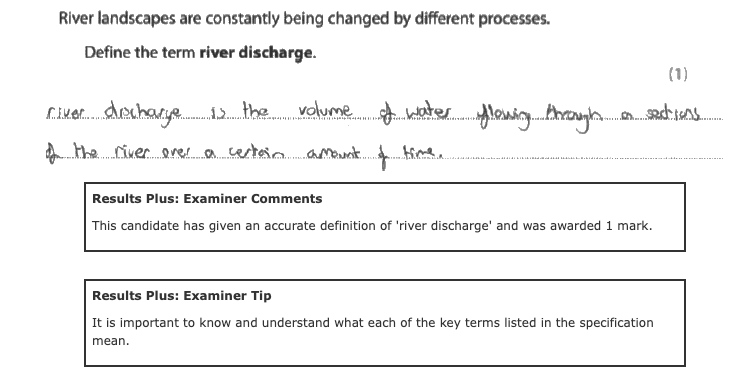 River landscapes are constantly being changed by different processes.
Define the term river discharge.
(1)
river discharge is the volume of water flowing through a sections
of the river over a certain amount of time.
Results Plus: Examiner Comments
This candidate has given an accurate definition of 'river discharge' and was awarded 1 mark.
Results Plus: Examiner Tip
It is important to know and understand what each of the key terms listed in the specification
mean.